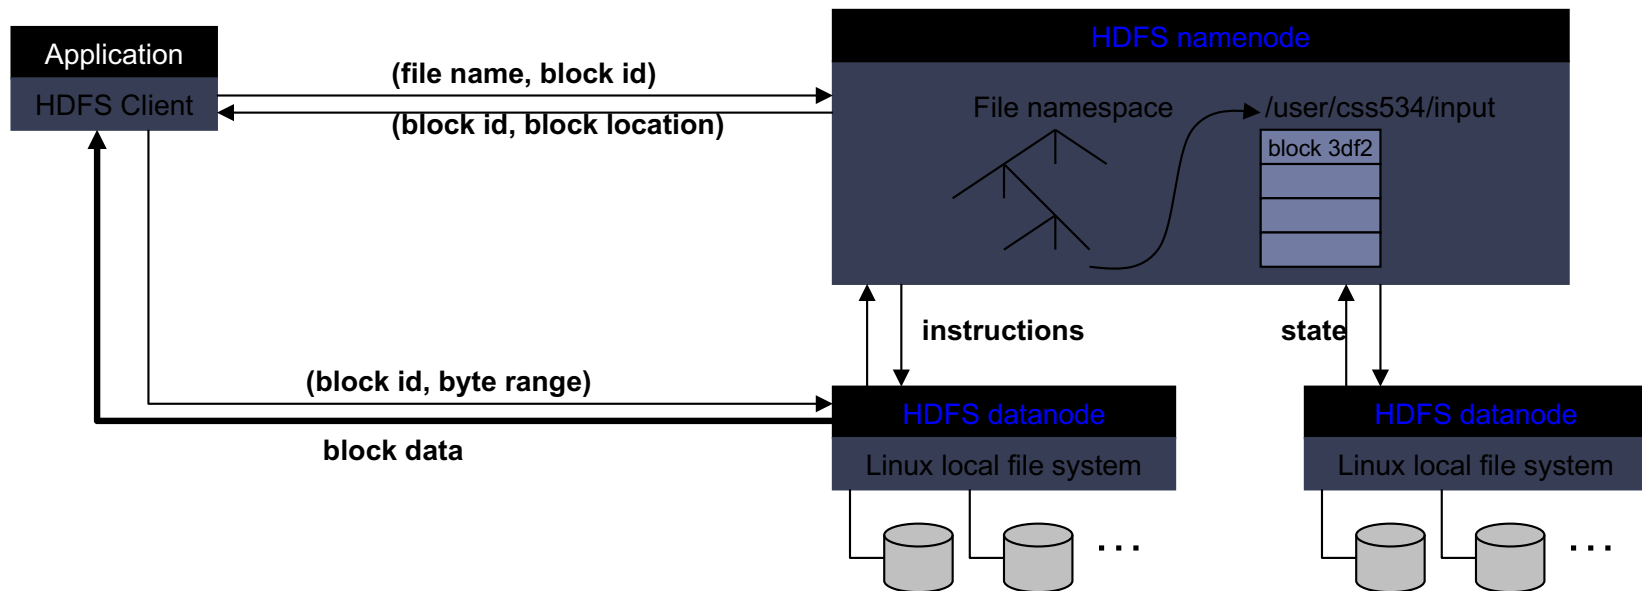 Application
HDFS Client
(file name, block id)
(block id, block location)
HDFS namenode
File namespace
/user/css534/input
block 3df2
instructions
state
(block id, byte range)
block data
HDFS datanode
Linux local file system
...
HDFS datanode
Linux local file system
...